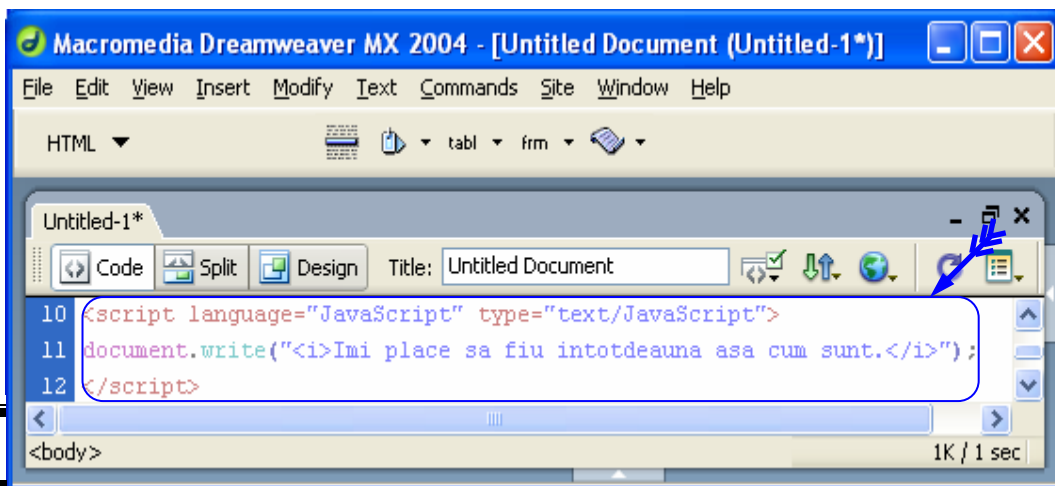 Macromedia Dreamweaver MX 2004 - [Untitled Document (Untitled-1*)]
File Edit View Insert Modify Text Commands Site Window Help
HTML tabl frm
Untitled-1*
Code Split Design Title: Untitled Document
10 <script language="JavaScript" type="text/JavaScript">
11 document.write("<i>Imi place sa fiu intotdeauna asa cum sunt.</i>");
12 </script>
<body> 1K / 1 sec